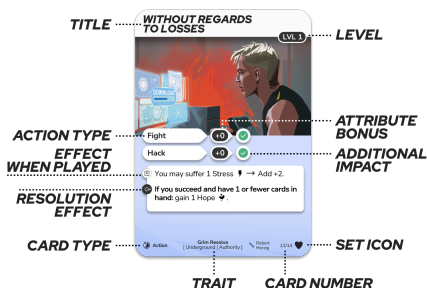 TITLE
WITHOUT REGARDS
TO LOSSES
LVL 1
LEVEL
DOWNLOAD
ATTRIBUTE
BONUS
ACTION TYPE
Fight
+0
Hack
+0
ADDITIONAL
IMPACT
EFFECT
WHEN PLAYED
You may suffer 1 Stress → Add +2.
If you succeed and have 1 or fewer cards in
hand: gain 1 Hope .
RESOLUTION
EFFECT
CARD TYPE
Action
Grim Resolve
[ Underground | Authority ]
Robert
Herzig
12/14
SET ICON
TRAIT
CARD NUMBER